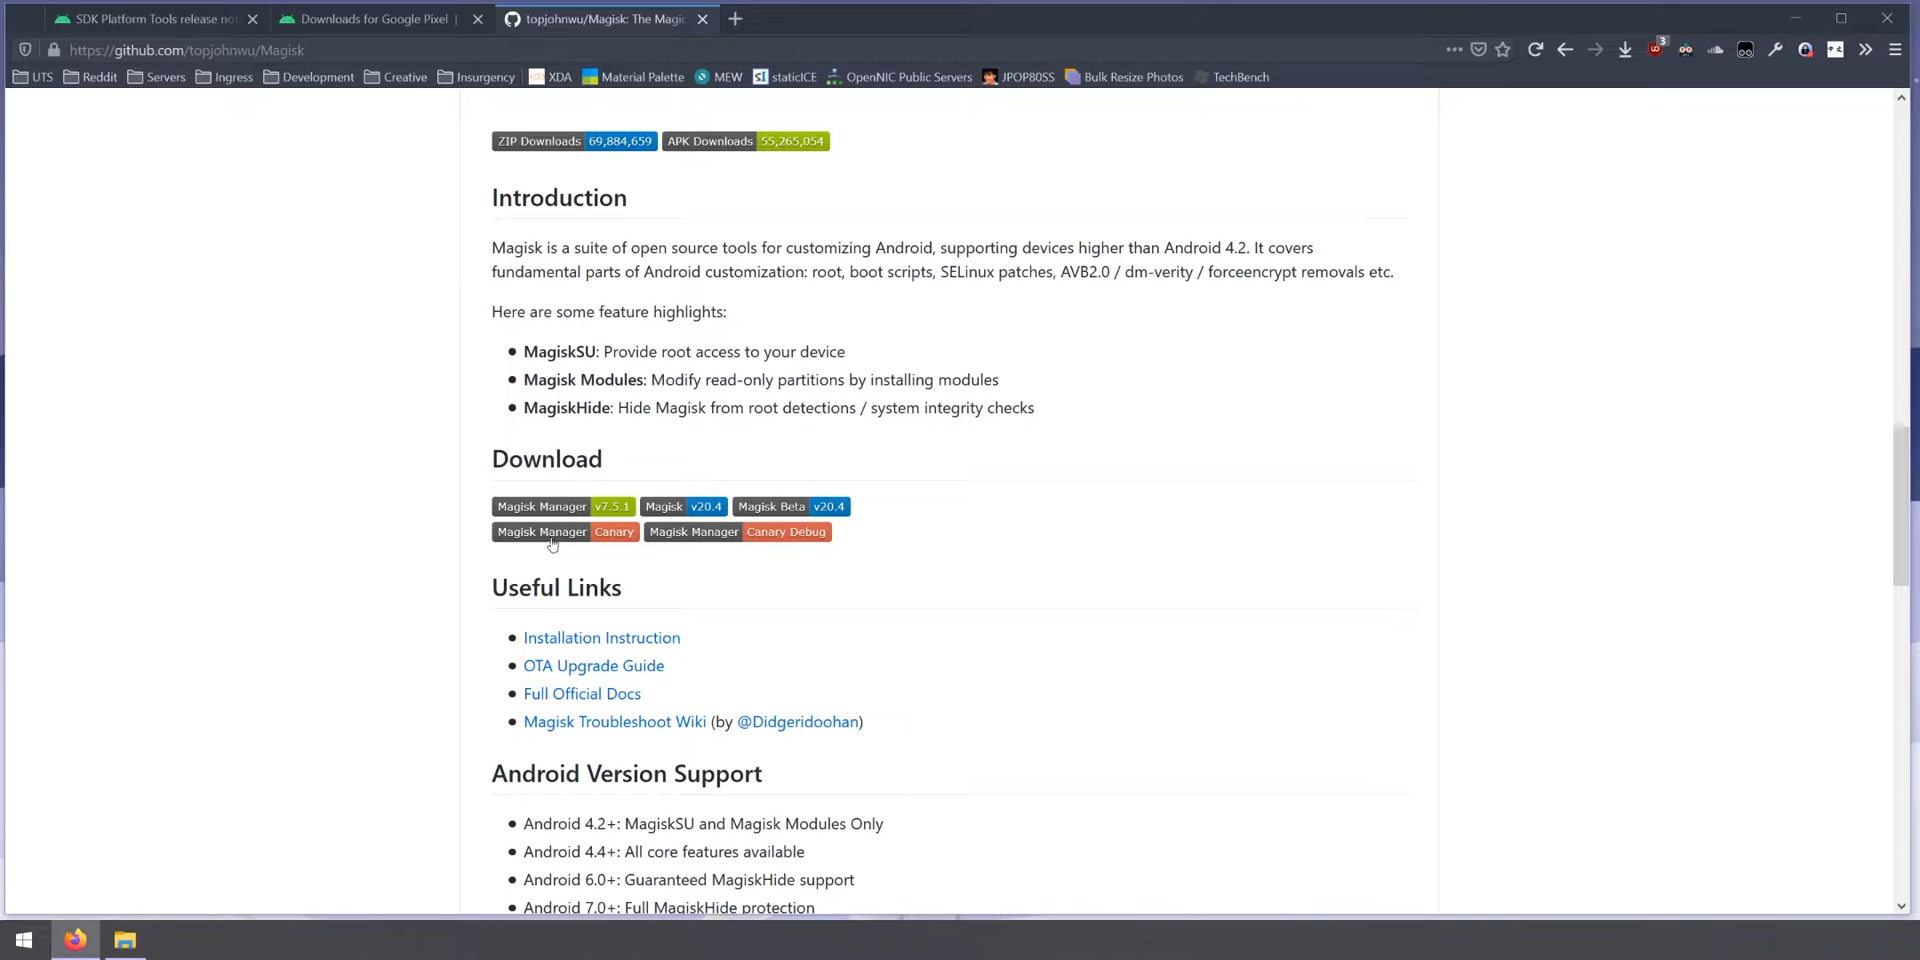 SDK Platform Tools release not
Downloads for Google Pixel |
topjohnwu/Magisk: The Magic
https://github.com/topjohnwu/Magisk
3
UTS
Reddit
Servers
Ingress
Development
Creative
Insurgency
XDA
Material Palette
MEW
staticICE
OpenNIC Public Servers
JPOP80SS
Bulk Resize Photos
TechBench
ZIP Downloads 69,884,659 APK Downloads 55,265,054
Introduction
Magisk is a suite of open source tools for customizing Android, supporting devices higher than Android 4.2. It covers
fundamental parts of Android customization: root, boot scripts, SELinux patches, AVB2.0 / dm-verity / forceencrypt removals etc.
Here are some feature highlights:
MagiskSU: Provide root access to your device
Magisk Modules: Modify read-only partitions by installing modules
MagiskHide: Hide Magisk from root detections / system integrity checks
Download
Magisk Manager v7.5.1 Magisk v20.4 Magisk Beta v20.4
Magisk Manager Canary Magisk Manager Canary Debug
Useful Links
Installation Instruction
OTA Upgrade Guide
Full Official Docs
Magisk Troubleshoot Wiki (by @Didgeridoohan)
Android Version Support
Android 4.2+: MagiskSU and Magisk Modules Only
Android 4.4+: All core features available
Android 6.0+: Guaranteed MagiskHide support
Android 7.0+: Full MagiskHide protection